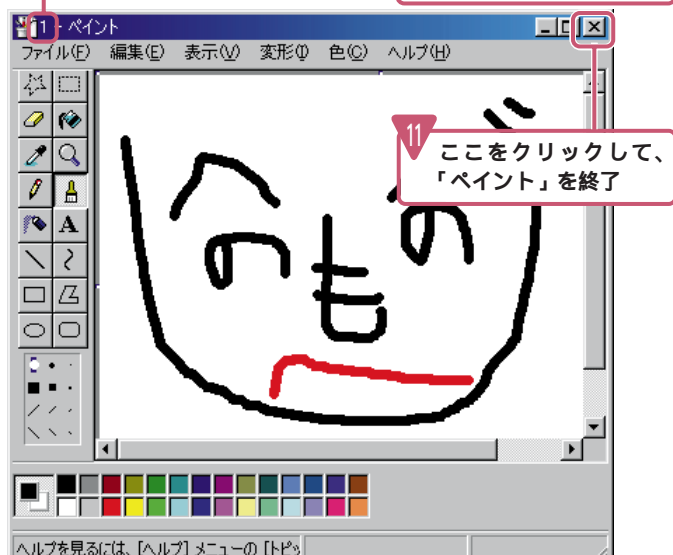 1 - ペイント
ファイル(F) 編集(E) 表示(V) 変形(I) 色(C) ヘルプ(H)
11
ここをクリックして、
「ペイント」を終了
A
へのへのもへじ
ヘルプを見るには、[ヘルプ] メニューの [トピッ